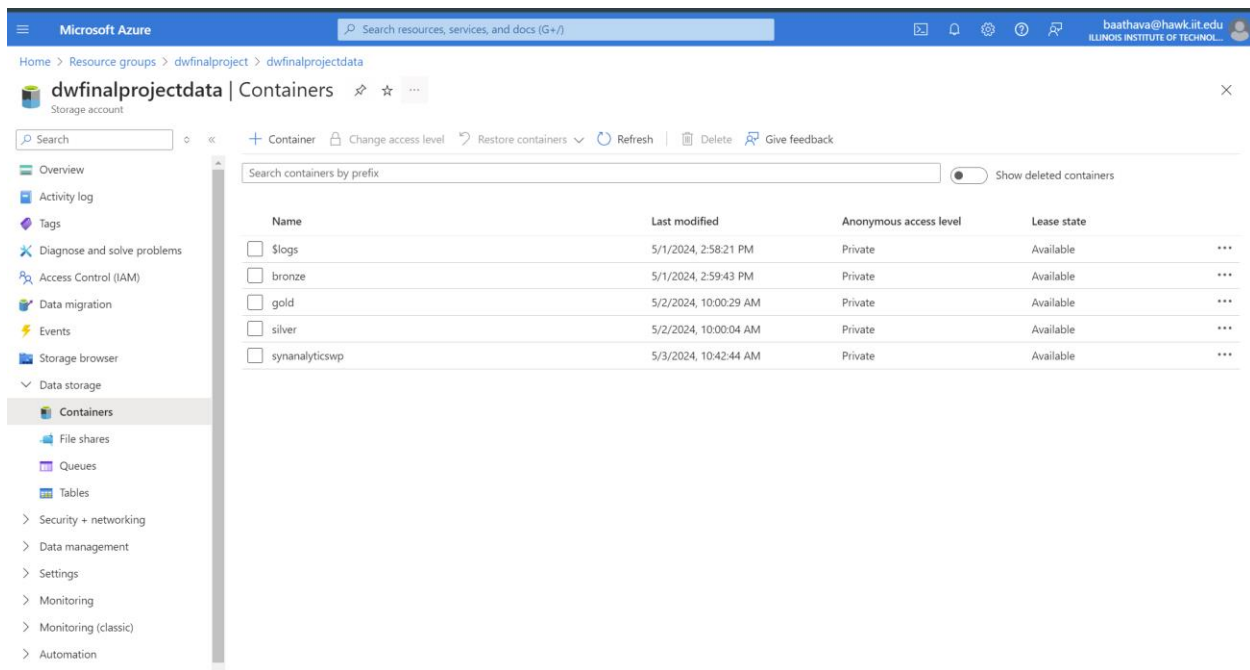 Microsoft Azure
Search resources, services, and docs (G+/)
baathava@hawk.iit.edu
ILLINOIS INSTITUTE OF TECHNOL...
Home > Resource groups > dwfinalproject > dwfinalprojectdata
dwfinalprojectdata | Containers
Storage account
Search
+ Container Change access level Restore containers Refresh Delete Give feedback
Overview
Activity log
Tags
Diagnose and solve problems
Access Control (IAM)
Data migration
Events
Storage browser
Data storage
Containers
File shares
Queues
Tables
Security + networking
Data management
Settings
Monitoring
Monitoring (classic)
Automation
Search containers by prefix
Show deleted containers
Name Last modified Anonymous access level Lease state
$logs 5/1/2024, 2:58:21 PM Private Available
bronze 5/1/2024, 2:59:43 PM Private Available
gold 5/2/2024, 10:00:29 AM Private Available
silver 5/2/2024, 10:00:04 AM Private Available
synanalyticswp 5/3/2024, 10:42:44 AM Private Available